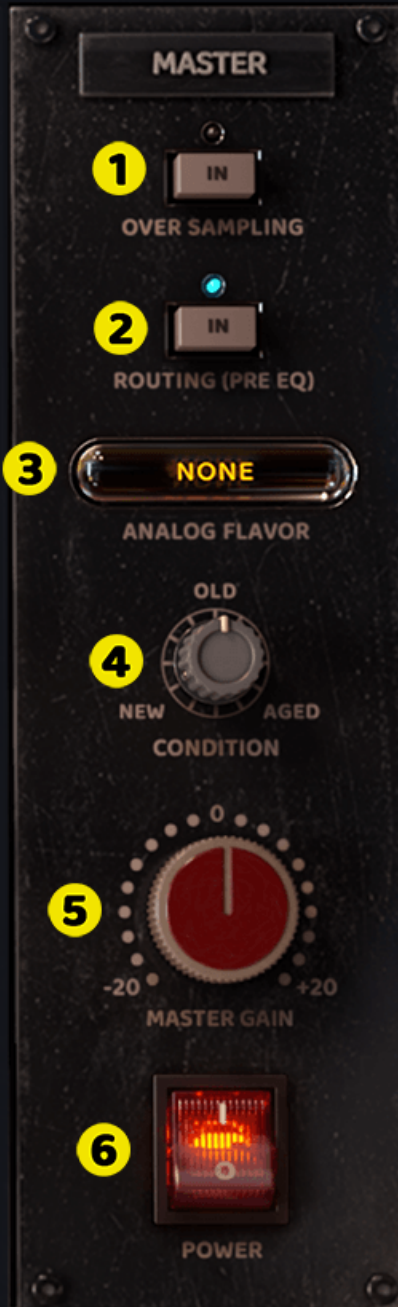 MASTER
1
IN
OVER SAMPLING
2
IN
ROUTING (PRE EQ)
3
NONE
ANALOG FLAVOR
OLD
4
NEW AGED
CONDITION
0
5
-20 +20
MASTER GAIN
I
6
O
POWER